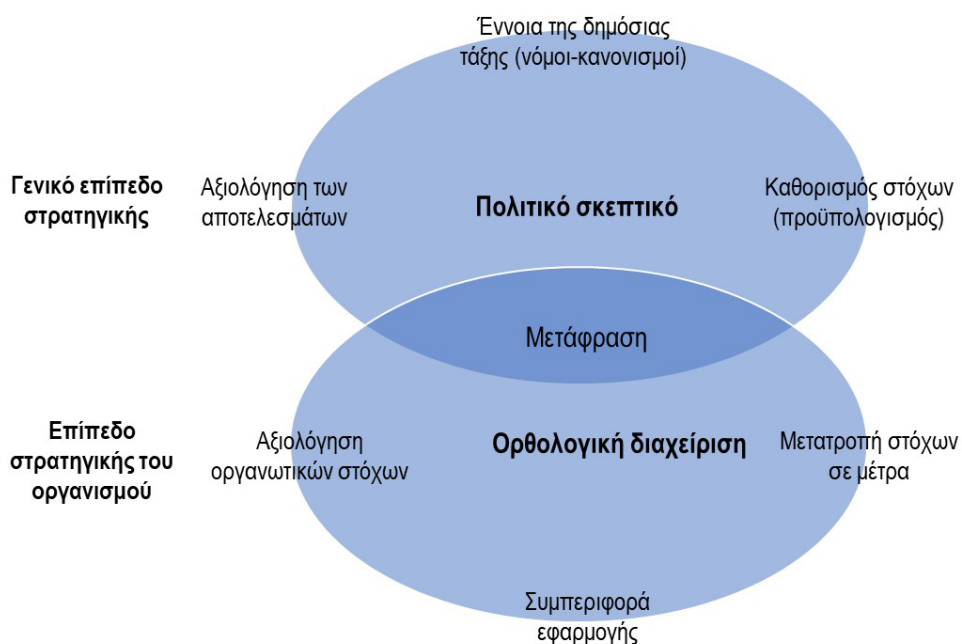 Έννοια της δημόσιας
τάξης (νόμοι-κανονισμοί)
Γενικό επίπεδο
στρατηγικής
Αξιολόγηση των
αποτελεσμάτων
Πολιτικό σκεπτικό
Καθορισμός στόχων
(προϋπολογισμός)
Μετάφραση
Επίπεδο
στρατηγικής του
οργανισμού
Αξιολόγηση
οργανωτικών στόχων
Ορθολογική διαχείριση
Μετατροπή στόχων
σε μέτρα
Συμπεριφορά
εφαρμογής